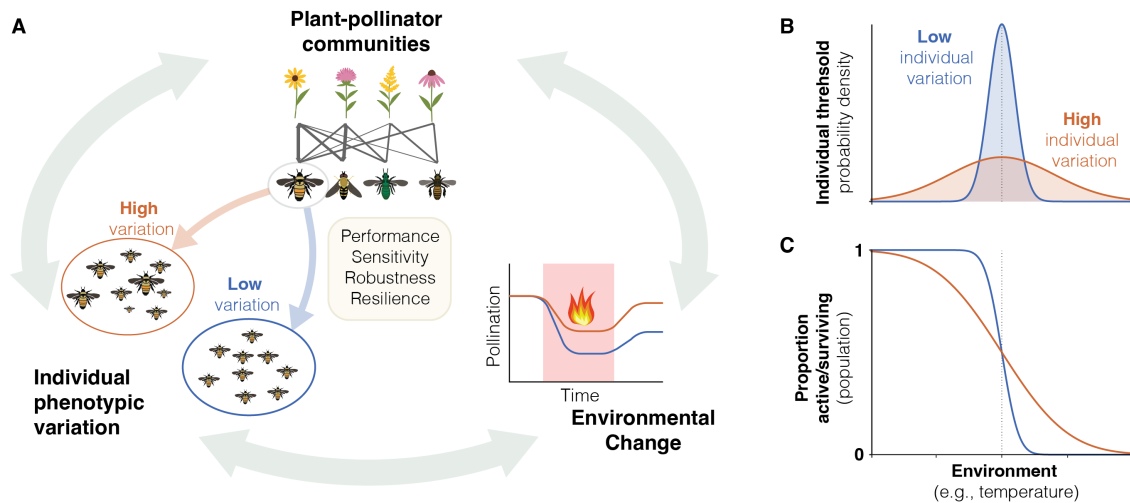 A
Plant-pollinator
communities
High
variation
Low
variation
Performance
Sensitivity
Robustness
Resilience
Individual
phenotypic
variation
Pollination
Time
Environmental
Change
B
Individual threhsold
probability density
Low
individual
variation
High
individual
variation
C
Proportion
active/surviving
(population)
1
0
Environment
(e.g., temperature)